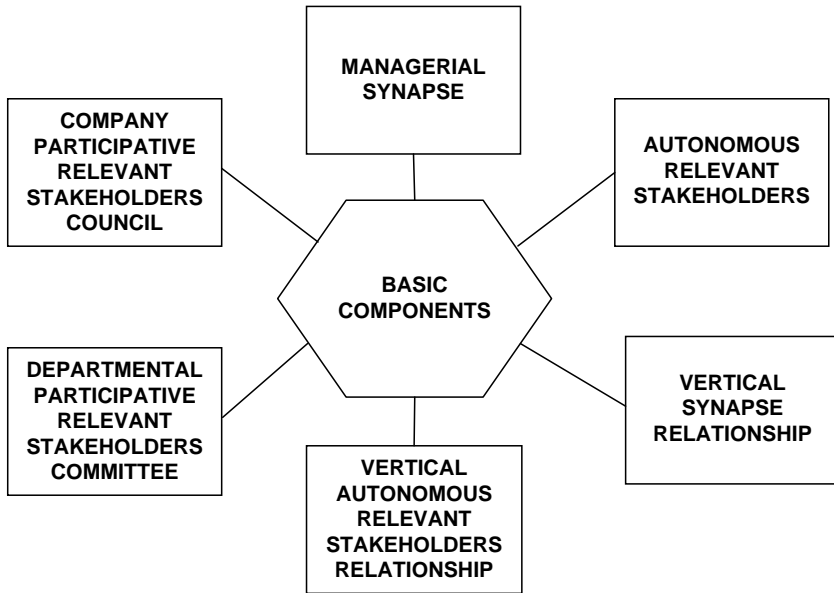 MANAGERIAL
SYNAPSE
COMPANY
PARTICIPATIVE
RELEVANT
STAKEHOLDERS
COUNCIL
AUTONOMOUS
RELEVANT
STAKEHOLDERS
BASIC
COMPONENTS
DEPARTMENTAL
PARTICIPATIVE
RELEVANT
STAKEHOLDERS
COMMITTEE
VERTICAL
SYNAPSE
RELATIONSHIP
VERTICAL
AUTONOMOUS
RELEVANT
STAKEHOLDERS
RELATIONSHIP